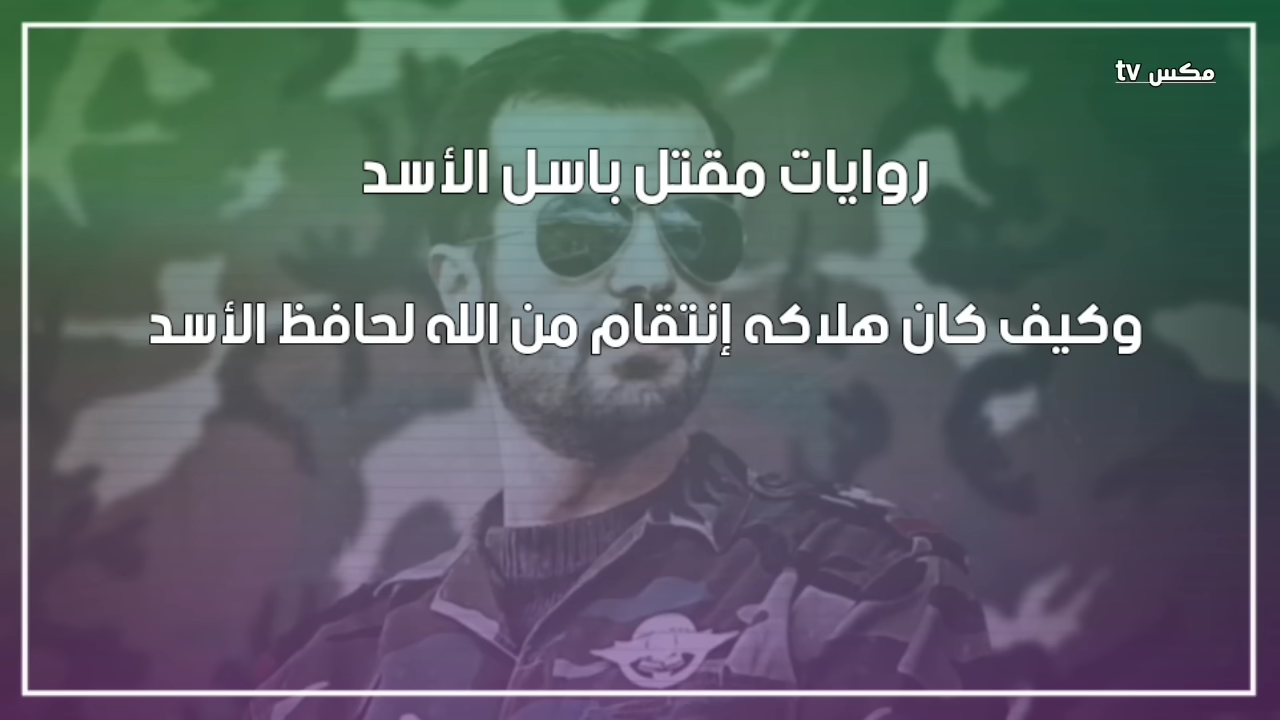 مكس tv
روايات مقتل باسل الأسد
وكيف كان هلاكه إنتقام من الله لحافظ الأسد